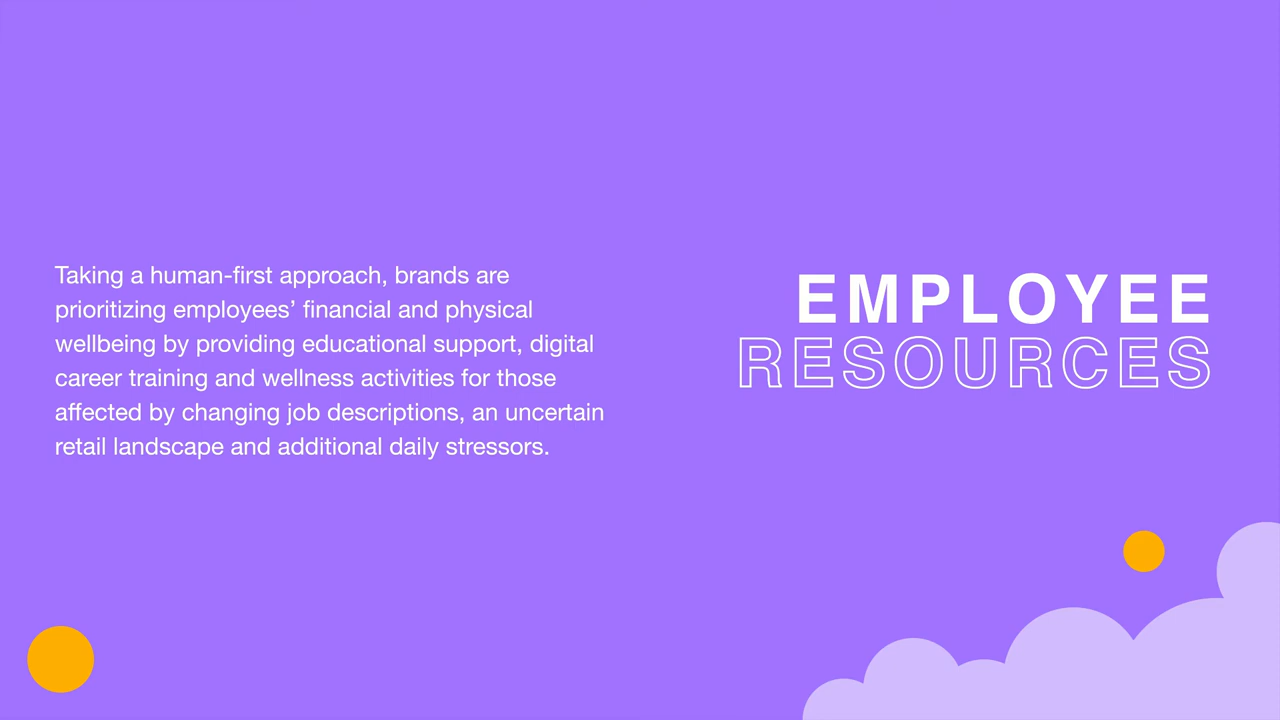 Taking a human-first approach, brands are
prioritizing employees’ financial and physical
wellbeing by providing educational support, digital
career training and wellness activities for those
affected by changing job descriptions, an uncertain
retail landscape and additional daily stressors.
EMPLOYEE
RESOURCES